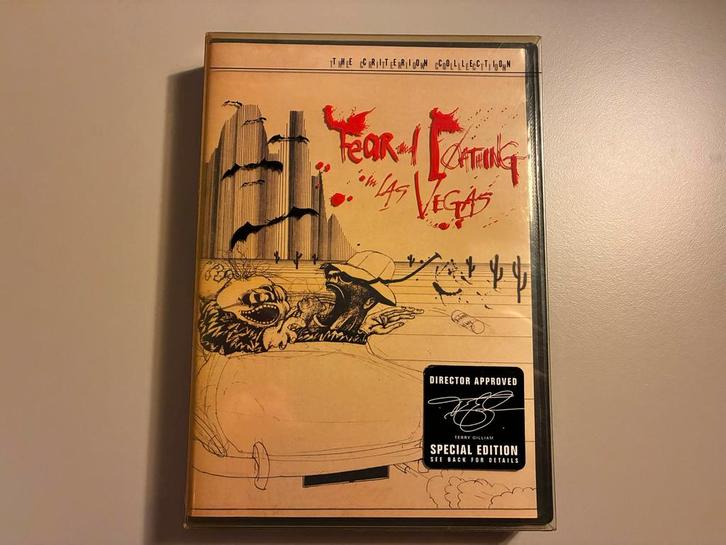 THE CRITERION COLLECTION
Fear and Loathing
in Las Vegas
DIRECTOR APPROVED
TERRY GILLIAM
SPECIAL EDITION
SEE BACK FOR DETAILS